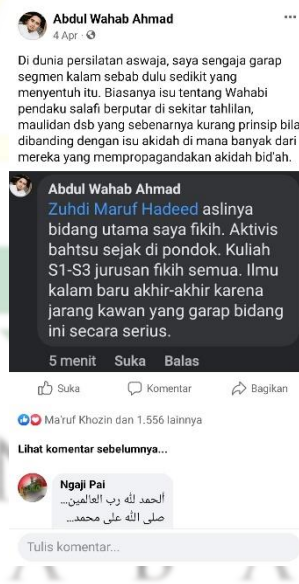 Abdul Wahab Ahmad
4 Apr
Di dunia persilatan aswaja, saya sengaja garap
segmen kalam sebab dulu sedikit yang
menyentuh itu. Biasanya isu tentang Wahabi
pendaku salafi berputar di sekitar tahlilan,
maulidan dsb yang sebenarnya kurang prinsip bila
dibanding dengan isu akidah di mana banyak dari
mereka yang mempropagandakan akidah bid'ah.
Abdul Wahab Ahmad
Zuhdi Maruf Hadeed aslinya
bidang utama saya fikih. Aktivis
bahtsu sejak di pondok. Kuliah
S1-S3 jurusan fikih semua. Ilmu
kalam baru akhir-akhir karena
jarang kawan yang garap bidang
ini secara serius.
5 menit Suka Balas
Suka Komentar Bagikan
Ma'ruf Khozin dan 1.556 lainnya
Lihat komentar sebelumnya...
Ngaji Pai
ألحمد لله رب العالمين...
صلى الله على محمد...
Tulis komentar...